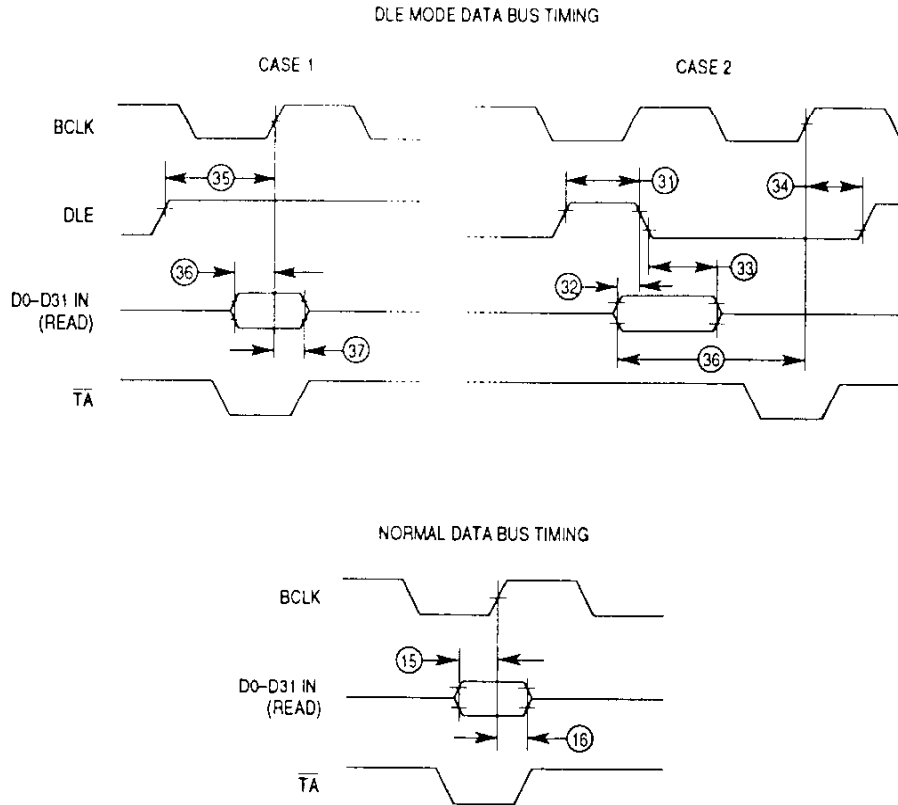 DLE MODE DATA BUS TIMING
CASE 1
CASE 2
BCLK
35
31
34
DLE
36
32
33
D0–D31 IN
(READ)
37
36
TA
NORMAL DATA BUS TIMING
BCLK
15
D0–D31 IN
(READ)
16
TA